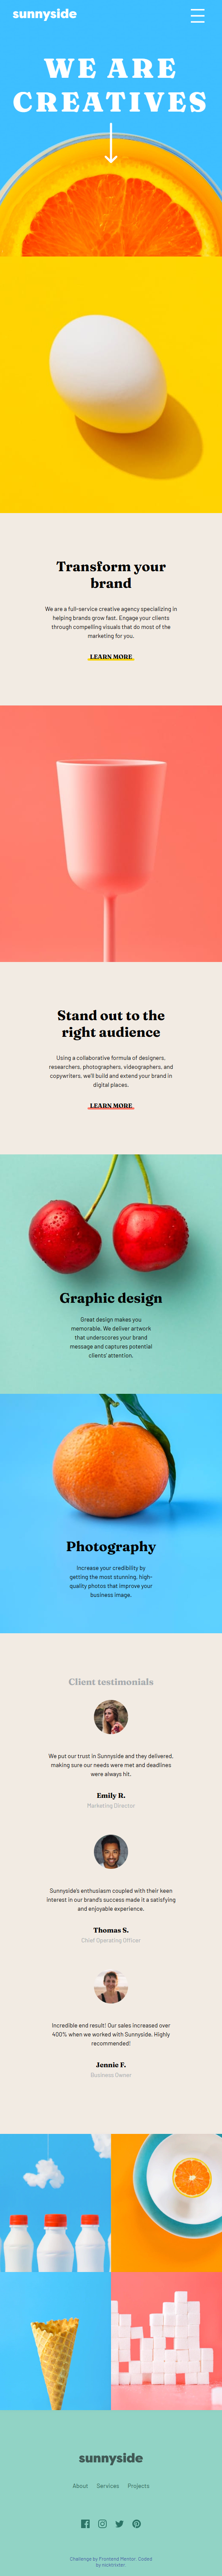 sunnyside
WE ARE
CREATIVES
Transform your
brand
We are a full-service creative agency specializing in
helping brands grow fast. Engage your clients
through compelling visuals that do most of the
marketing for you.
LEARN MORE
Stand out to the
right audience
Using a collaborative formula of designers,
researchers, photographers, videographers, and
copywriters, we'll build and extend your brand in
digital places.
LEARN MORE
Graphic design
Great design makes you
memorable. We deliver artwork
that underscores your brand
message and captures potential
clients' attention.
Photography
Increase your credibility by
getting the most stunning, high-
quality photos that improve your
business image.
Client testimonials
We put our trust in Sunnyside and they delivered,
making sure our needs were met and deadlines
were always hit.
Emily R.
Marketing Director
Sunnyside's enthusiasm coupled with their keen
interest in our brand's success made it a satisfying
and enjoyable experience.
Thomas S.
Chief Operating Officer
Incredible end result! Our sales increased over
400% when we worked with Sunnyside. Highly
recommended!
Jennie F.
Business Owner
sunnyside
About Services Projects
Challenge by Frontend Mentor. Coded
by